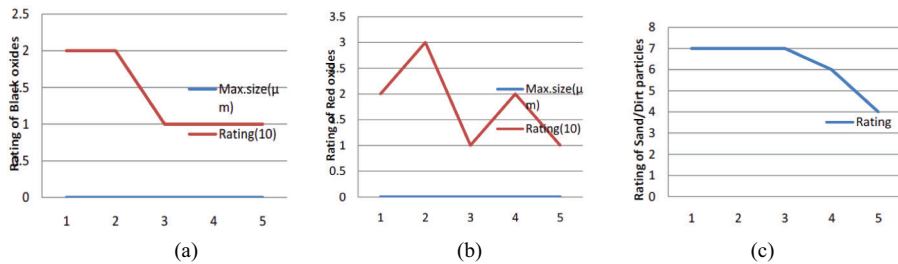 Rating of Black oxides
2.5
2
1.5
1
0.5
0
1 2 3 4 5
Max.size(μ
m)
Rating(10)
(a)
Rating of Red oxides
3.5
3
2.5
2
1.5
1
0.5
0
1 2 3 4 5
Max.size(μ
m)
Rating(10)
(b)
Rating of Sand/Dirt particles
8
7
6
5
4
3
2
1
0
1 2 3 4 5
Rating
(c)